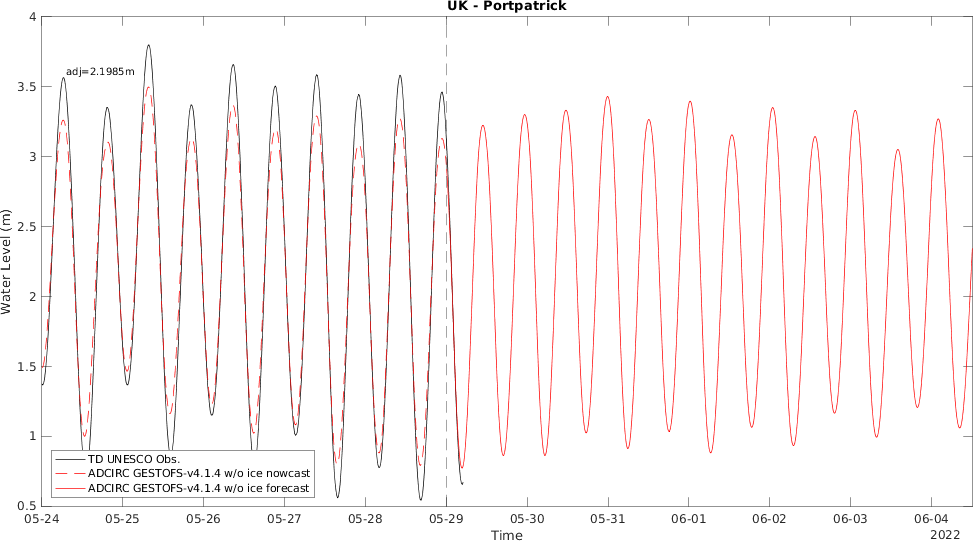 UK - Portpatrick
4
adj=2.1985m
3.5
3
2.5
2
1.5
1
0.5
Water Level (m)
TD UNESCO Obs.
ADCIRC GESTOFS-v4.1.4 w/o ice nowcast
ADCIRC GESTOFS-v4.1.4 w/o ice forecast
05-24 05-25 05-26 05-27 05-28 05-29 05-30 05-31 06-01 06-02 06-03 06-04
Time
2022